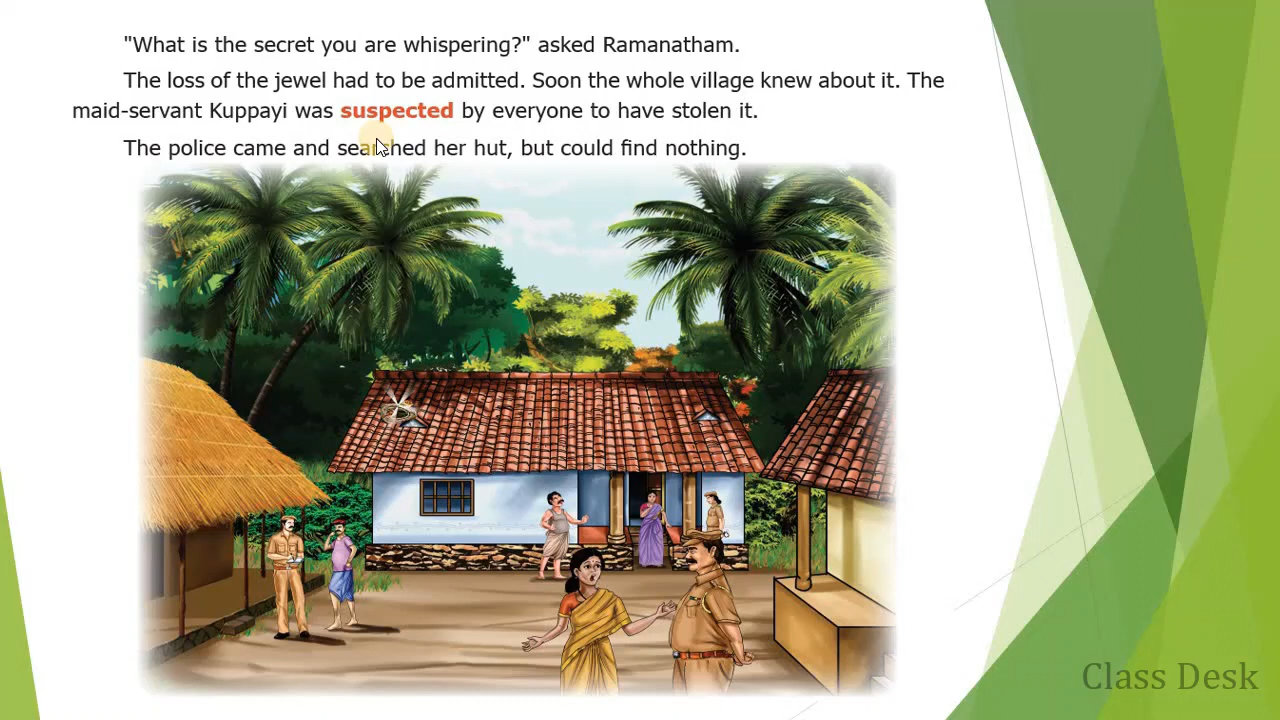 "What is the secret you are whispering?" asked Ramanatham.
The loss of the jewel had to be admitted. Soon the whole village knew about it. The
maid-servant Kuppayi was suspected by everyone to have stolen it.
The police came and searched her hut, but could find nothing.
Class Desk